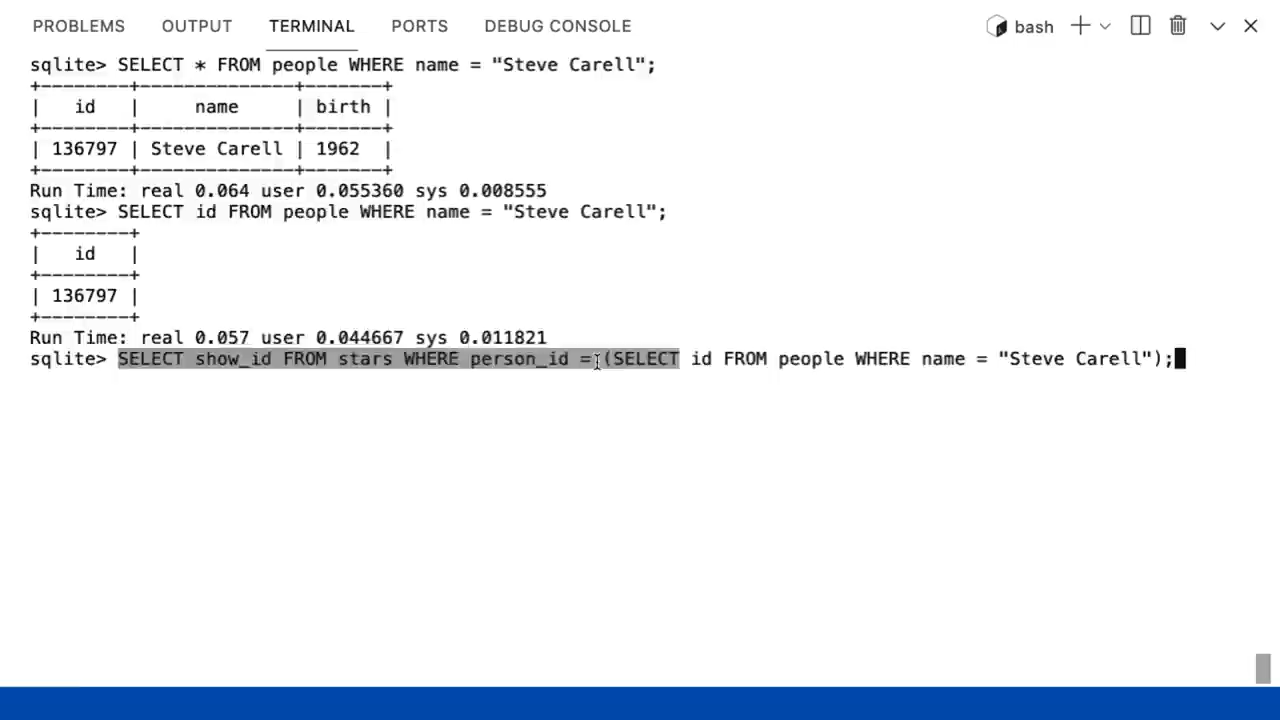 PROBLEMS OUTPUT TERMINAL PORTS DEBUG CONSOLE bash
sqlite> SELECT * FROM people WHERE name = "Steve Carell";
+--------+--------------+-------+
| id | name | birth |
+--------+--------------+-------+
| 136797 | Steve Carell | 1962 |
+--------+--------------+-------+
Run Time: real 0.064 user 0.055360 sys 0.008555
sqlite> SELECT id FROM people WHERE name = "Steve Carell";
+--------+
| id |
+--------+
| 136797 |
+--------+
Run Time: real 0.057 user 0.044667 sys 0.011821
sqlite> SELECT show_id FROM stars WHERE person_id = (SELECT id FROM people WHERE name = "Steve Carell");